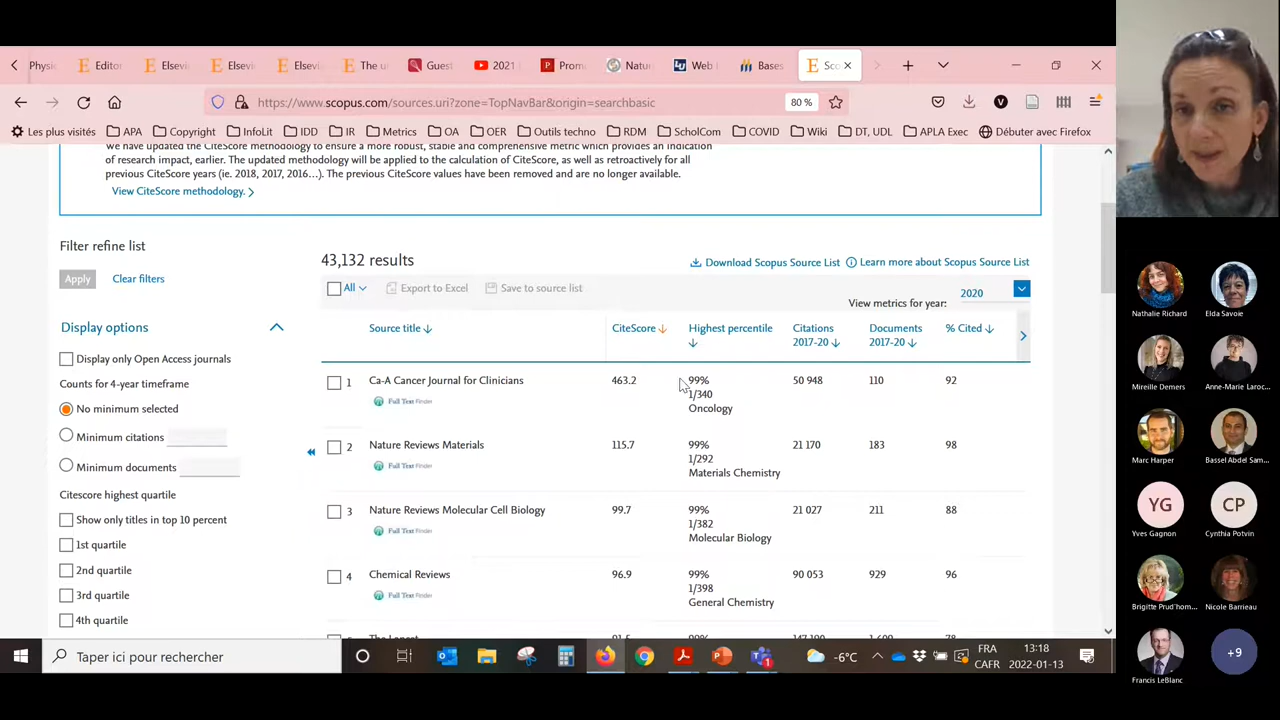 Physic
Editor
Elsevi
Elsevi
Elsevi
The u
Guest
2021
Prom
Natu
Web
Bases
Sco
https://www.scopus.com/sources.uri?zone=TopNavBar&origin=searchbasic
80 %
Les plus visités
APA
Copyright
InfoLit
IDD
IR
Metrics
OA
OER
Outils techno
RDM
ScholCom
COVID
Wiki
DT, UDL
APLA Exec
Débuter avec Firefox
we have updated the CiteScore methodology to ensure a more robust, stable and comprehensive metric which provides an indication
of research impact, earlier. The updated methodology will be applied to the calculation of CiteScore, as well as retroactively for all
previous CiteScore years (ie. 2018, 2017, 2016…). The previous CiteScore values have been removed and are no longer available.
View CiteScore methodology.
Filter refine list
Apply
Clear filters
Display options
Display only Open Access journals
Counts for 4-year timeframe
No minimum selected
Minimum citations
Minimum documents
Citescore highest quartile
Show only titles in top 10 percent
1st quartile
2nd quartile
3rd quartile
4th quartile
43,132 results
Download Scopus Source List
Learn more about Scopus Source List
All
Export to Excel
Save to source list
View metrics for year:
2020
Source title
CiteScore
Highest percentile
Citations 2017-20
Documents 2017-20
% Cited
1 Ca-A Cancer Journal for Clinicians 463.2 99% 50 948 110 92
1/340
Full Text Finder
Oncology
2 Nature Reviews Materials 115.7 99% 21 170 183 98
1/292
Full Text Finder
Materials Chemistry
3 Nature Reviews Molecular Cell Biology 99.7 99% 21 027 211 88
1/382
Full Text Finder
Molecular Biology
4 Chemical Reviews 96.9 99% 90 053 929 96
1/398
Full Text Finder
General Chemistry
Taper ici pour rechercher
-6°C
FRA
CAFR
13:18
2022-01-13
Nathalie Richard
Elda Savoie
Mireille Demers
Anne-Marie Laroc...
Marc Harper
Bassel Abdel Sam...
YG
Yves Gagnon
CP
Cynthia Potvin
Brigitte Prud'hom...
Nicole Barrieau
Francis LeBlanc
+9